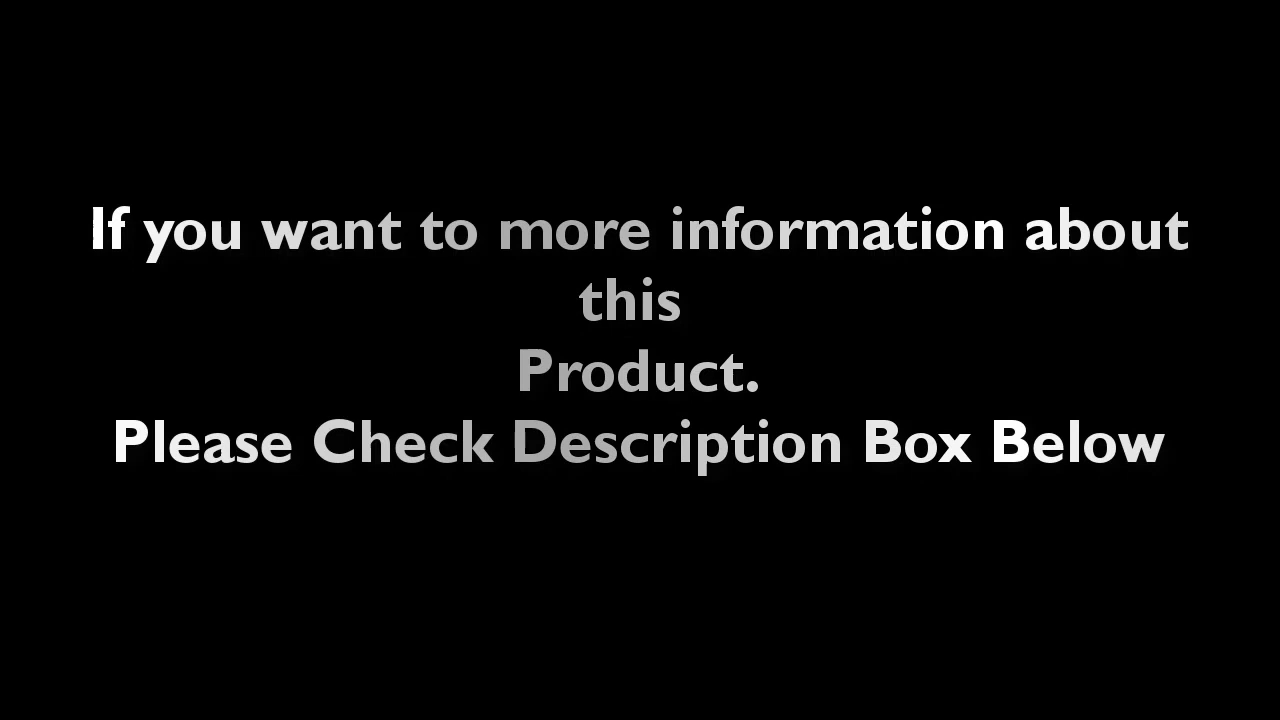 If you want to more information about
this
Product.
Please Check Description Box Below